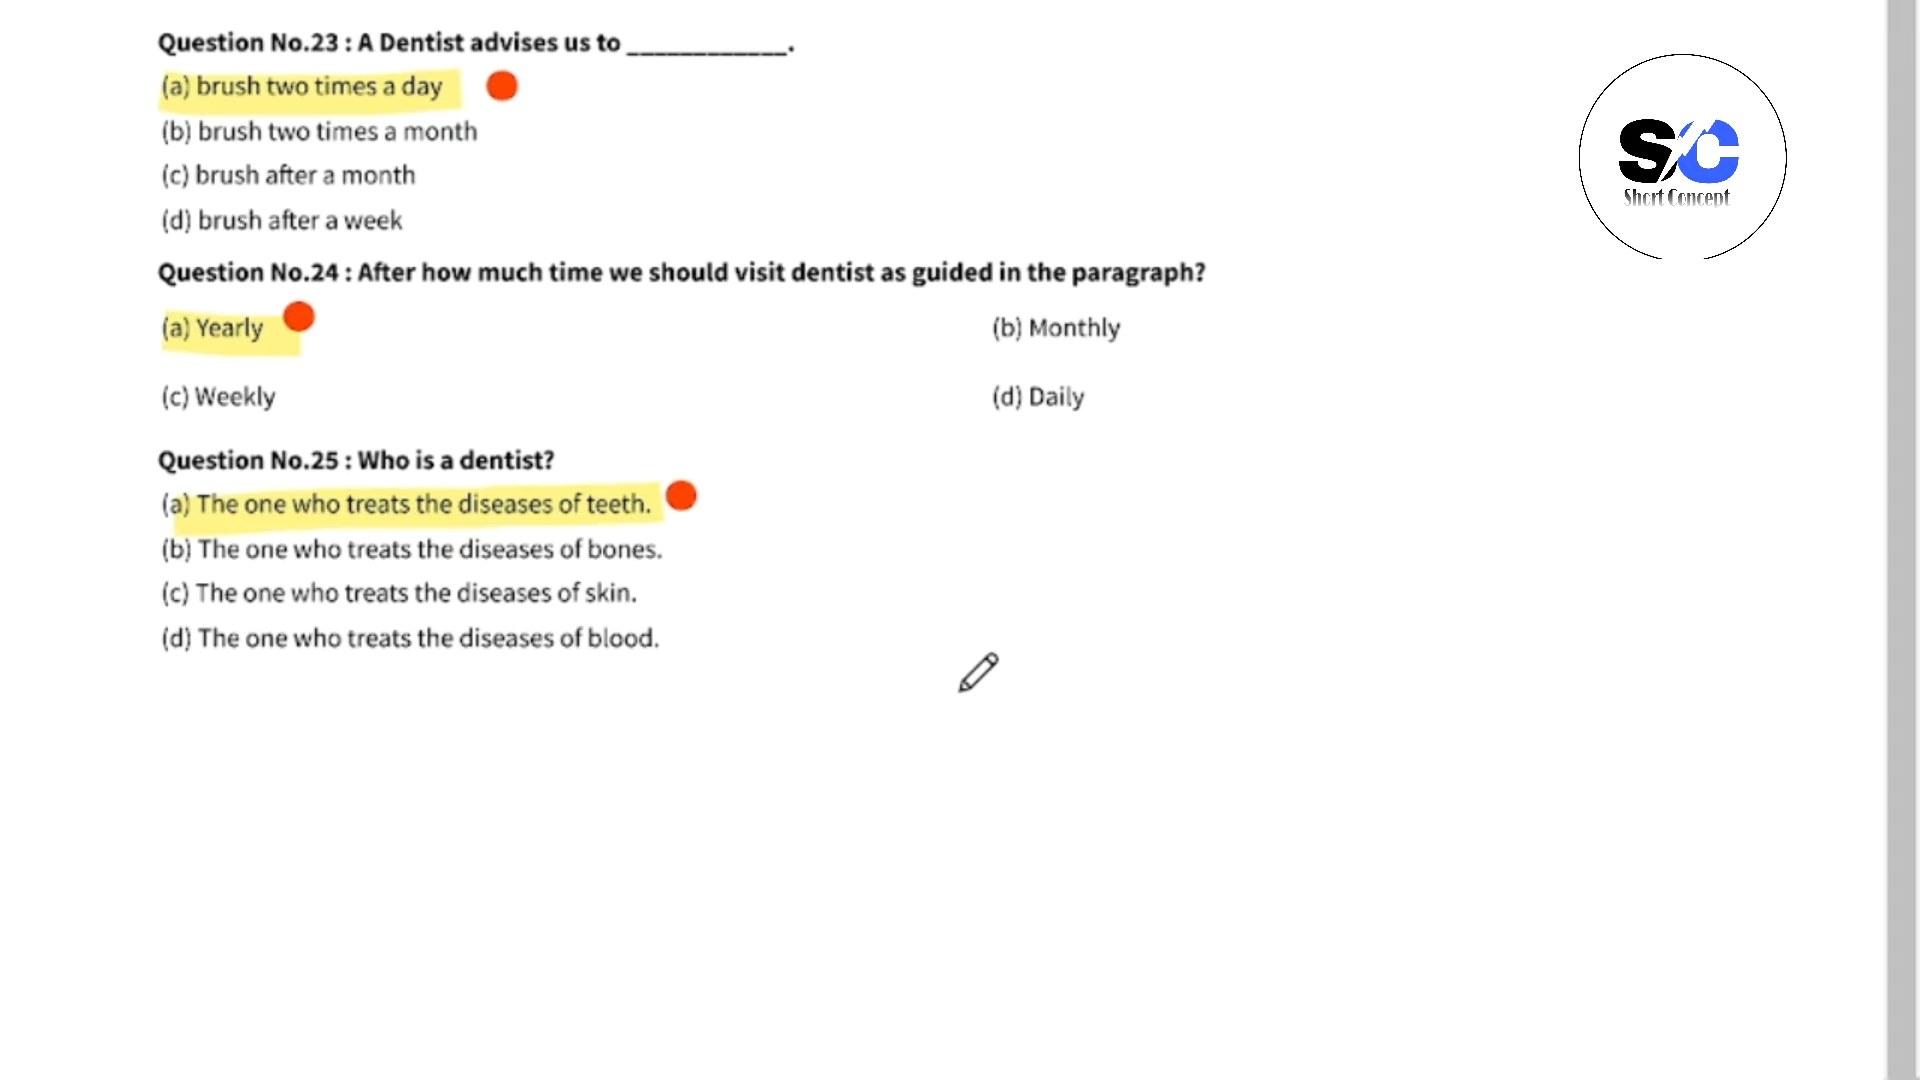 Question No.23 : A Dentist advises us to ____________.
(a) brush two times a day
(b) brush two times a month
(c) brush after a month
(d) brush after a week
Question No.24 : After how much time we should visit dentist as guided in the paragraph?
(a) Yearly (b) Monthly
(c) Weekly (d) Daily
Question No.25 : Who is a dentist?
(a) The one who treats the diseases of teeth.
(b) The one who treats the diseases of bones.
(c) The one who treats the diseases of skin.
(d) The one who treats the diseases of blood.
S/C
Short Concept